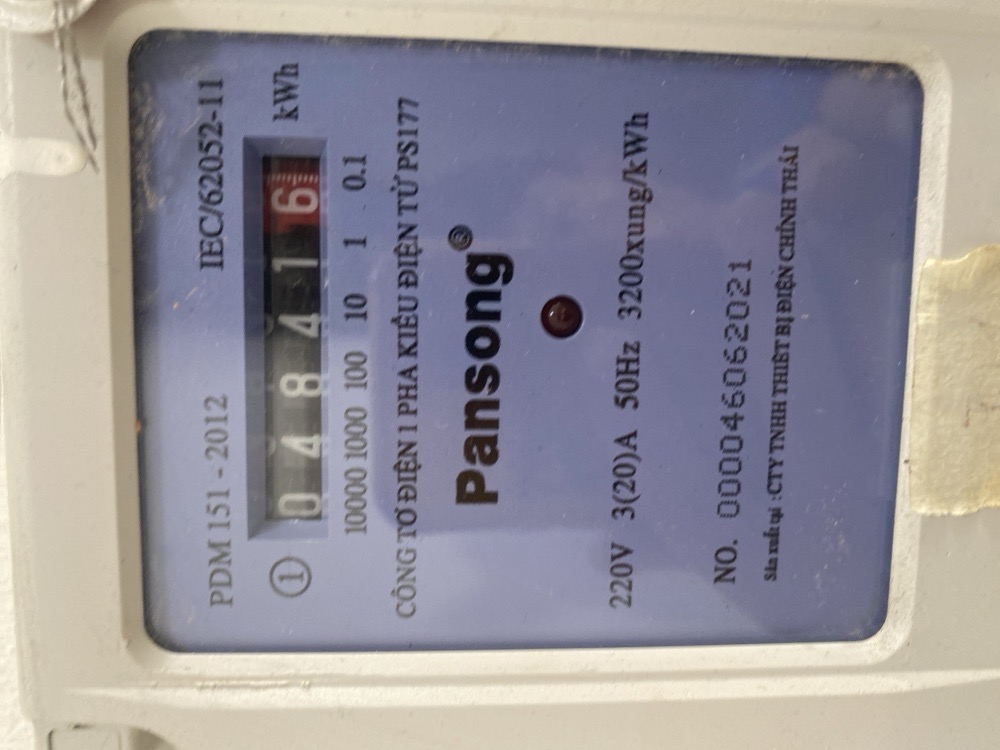 PDM 151 - 2012 IEC/62052-11
1 0 4 8 4 1 6 kWh
10000 1000 100 10 1 0.1
CÔNG TƠ ĐIỆN 1 PHA KIỂU ĐIỆN TỬ PS177
Pansong®
220V 3(20)A 50Hz 3200xung/kWh
NO. 000046062021
Sản xuất tại : CTY TNHH THIẾT BỊ ĐIỆN CHÍNH THÁI